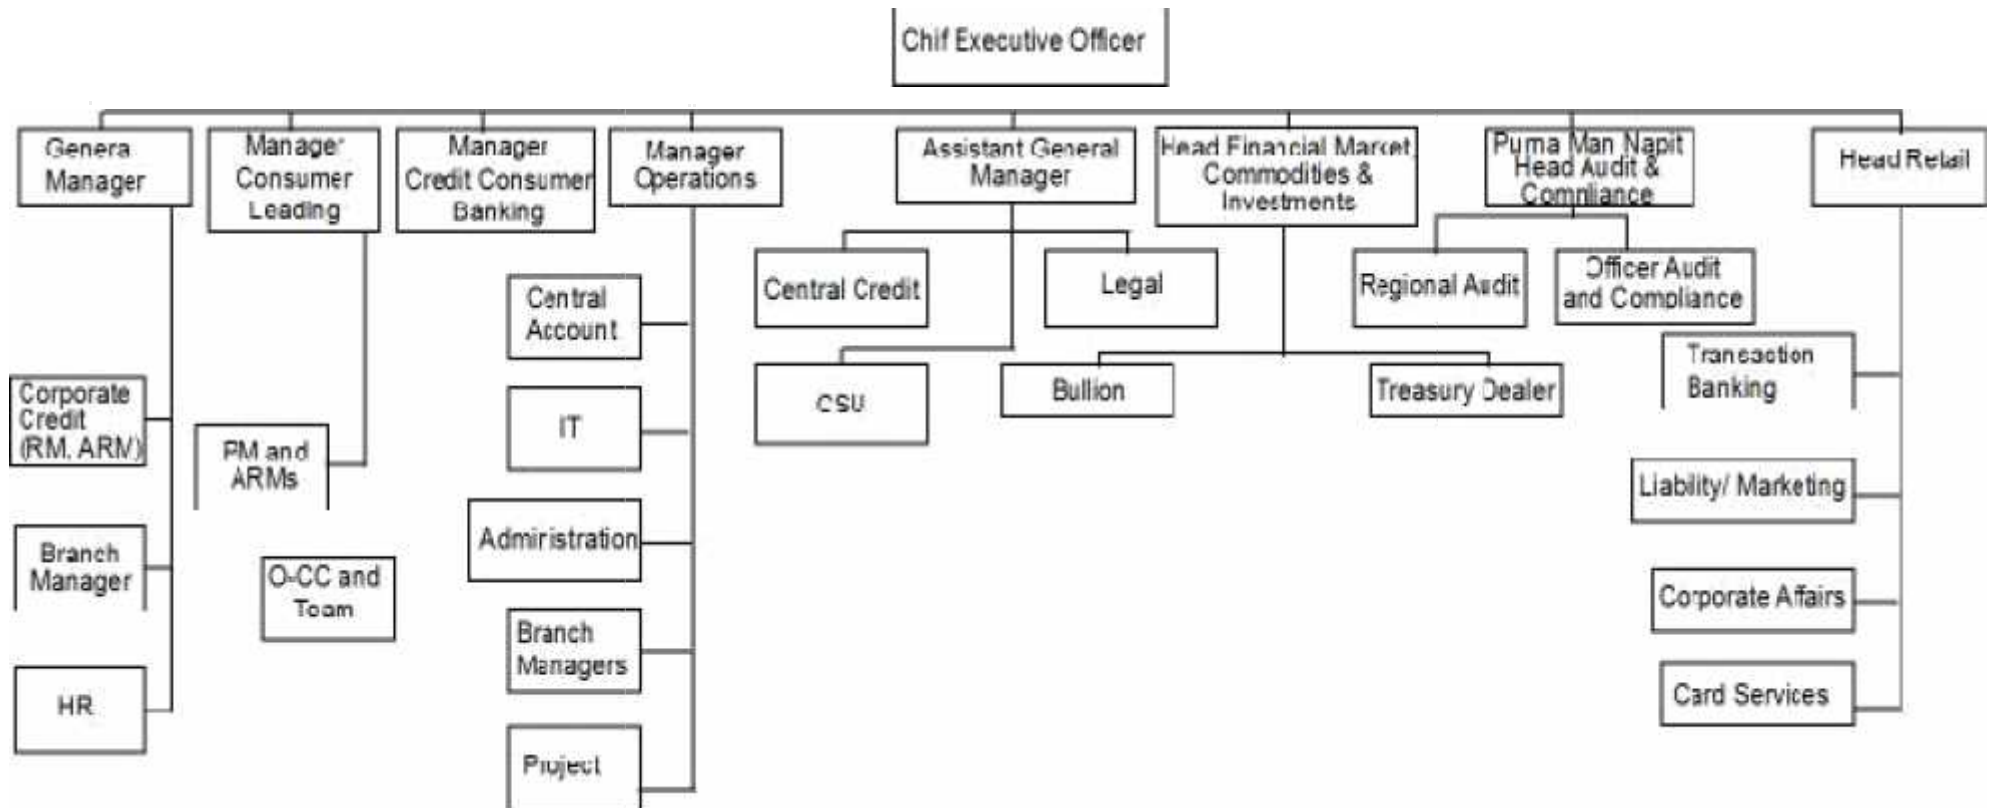 Chif Executive Officer
Genera
Manager
Manager
Consumer
Leading
Manager
Credit Consumer
Banking
Manager
Operations
Assistant General
Manager
Head Financial Market,
Commodities &
Investments
Purna Man Napit
Head Audit &
Compliance
Head Retail
Central Credit
Legal
Regional Audit
Officer Audit
and Compliance
Central
Account
Transaction
Banking
Corporate
Credit
(RM, ARM)
CSU
Bullion
Treasury Dealer
IT
PM and
ARMs
Liability/ Marketing
Administration
Branch
Manager
O-CC and
Team
Corporate Affairs
Branch
Managers
HR
Card Services
Project